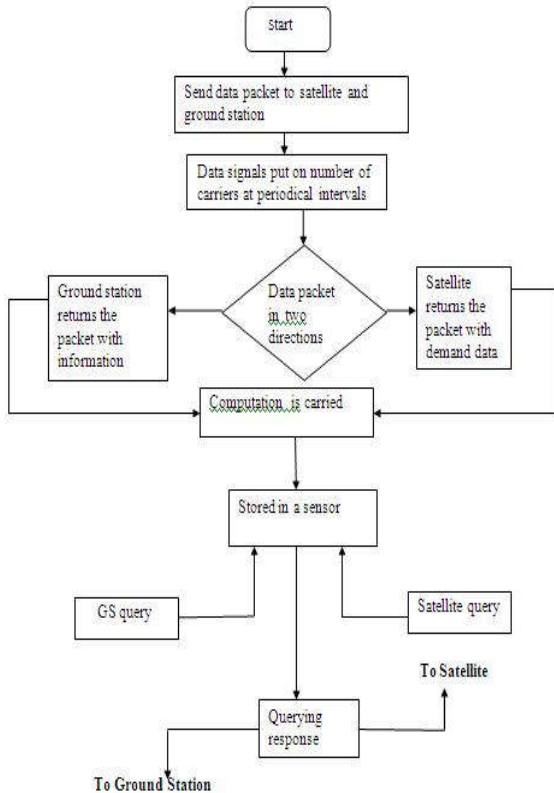 Start
Send data packet to satellite and
ground station
Data signals put on number of
carriers at periodical intervals
Ground station
returns the
packet with
information
Data packet
in two
directions
Satellite
returns the
packet with
demand data
Computation is carried
Stored in a sensor
GS query
Satellite query
To Satellite
Querying
response
To Ground Station